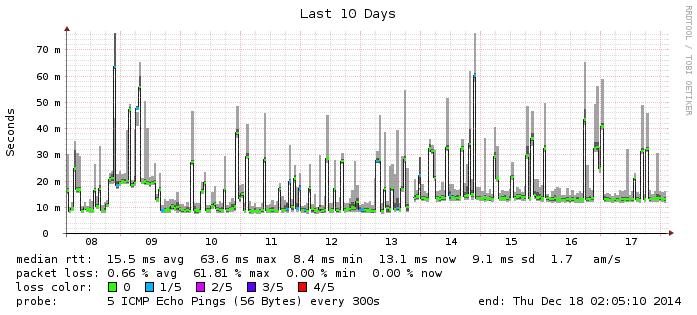 Last 10 Days
RRDTOOL / TOBI OETIKER
Seconds
70 m
60 m
50 m
40 m
30 m
20 m
10 m
0
08 09 10 11 12 13 14 15 16 17
median rtt: 15.5 ms avg 63.6 ms max 8.4 ms min 13.1 ms now 9.1 ms sd 1.7 am/s
packet loss: 0.66 % avg 61.81 % max 0.00 % min 0.00 % now
loss color: 0 1/5 2/5 3/5 4/5
probe: 5 ICMP Echo Pings (56 Bytes) every 300s end: Thu Dec 18 02:05:10 2014